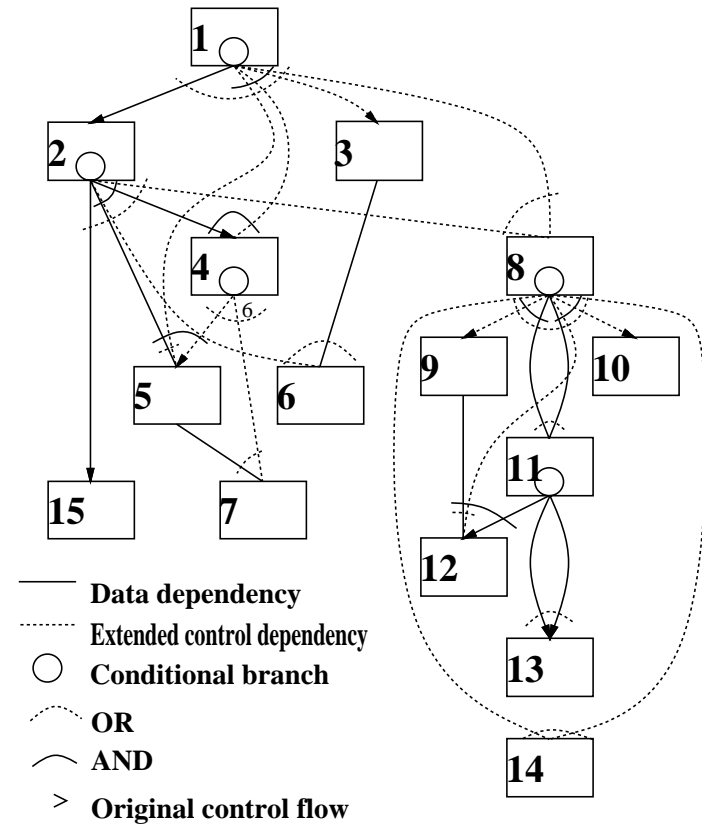 1
2
3
4
8
6
5
6
9
10
11
15
7
12
13
14
Data dependency
Extended control dependency
Conditional branch
OR
AND
Original control flow